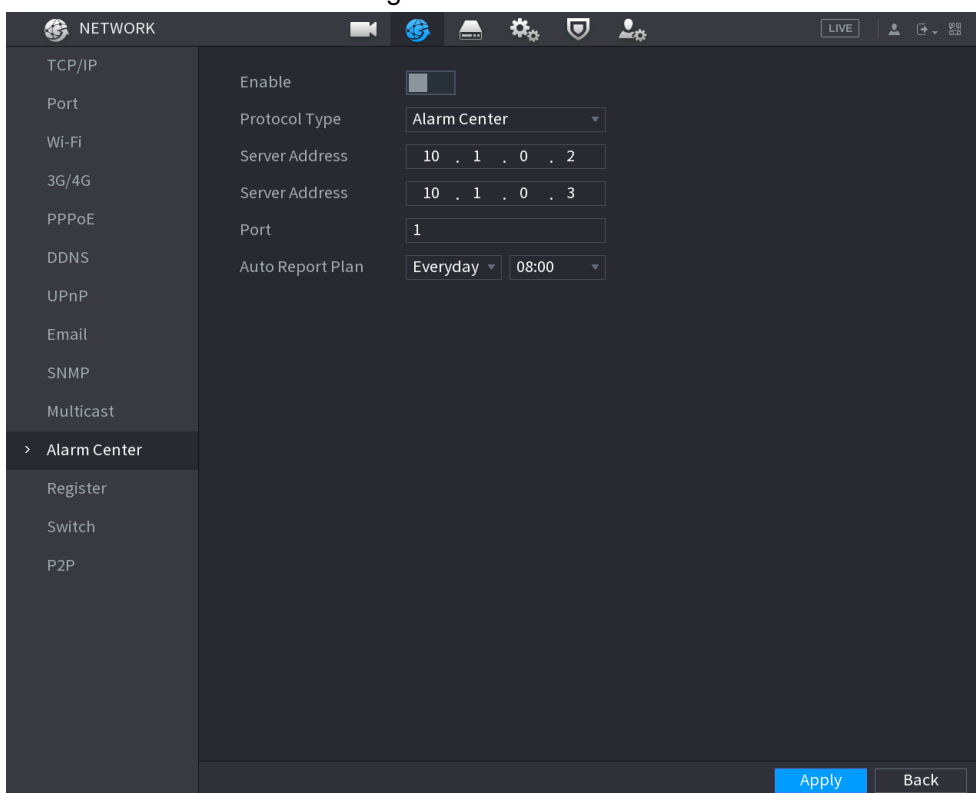 NETWORK LIVE
TCP/IP
Port
Wi-Fi
3G/4G
PPPoE
DDNS
UPnP
Email
SNMP
Multicast
> Alarm Center
Register
Switch
P2P
Enable
Protocol Type Alarm Center
Server Address 10 . 1 . 0 . 2
Server Address 10 . 1 . 0 . 3
Port 1
Auto Report Plan Everyday 08:00
Apply Back